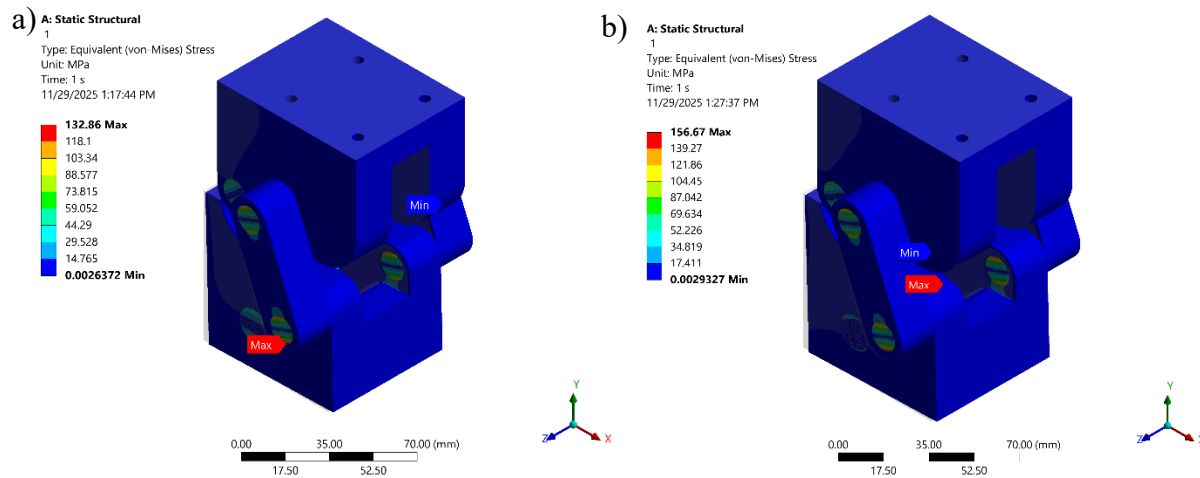 a)
A: Static Structural
1
Type: Equivalent (von-Mises) Stress
Unit: MPa
Time: 1 s
11/29/2025 1:17:44 PM
132.86 Max
118.1
103.34
88.577
73.815
59.052
44.29
29.528
14.765
0.0026372 Min
Min
Max
0.00 35.00 70.00 (mm)
17.50 52.50
Y
Z X
b)
A: Static Structural
1
Type: Equivalent (von-Mises) Stress
Unit: MPa
Time: 1 s
11/29/2025 1:27:37 PM
156.67 Max
139.27
121.86
104.45
87.042
69.634
52.226
34.819
17.411
0.0029327 Min
Min
Max
0.00 35.00 70.00 (mm)
17.50 52.50
Y
Z